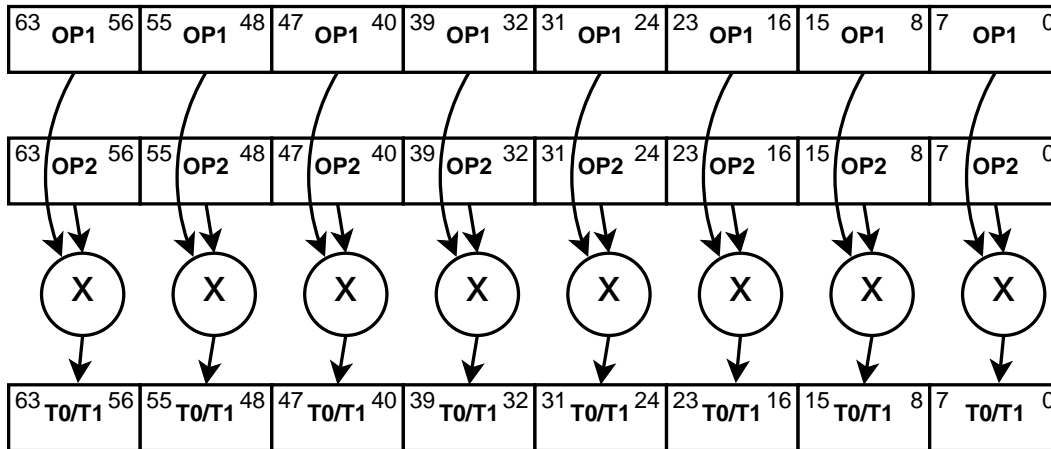 63 OP1 56 55 OP1 48 47 OP1 40 39 OP1 32 31 OP1 24 23 OP1 16 15 OP1 8 7 OP1 0
63 OP2 56 55 OP2 48 47 OP2 40 39 OP2 32 31 OP2 24 23 OP2 16 15 OP2 8 7 OP2 0
X X X X X X X X
63 T0/T1 56 55 T0/T1 48 47 T0/T1 40 39 T0/T1 32 31 T0/T1 24 23 T0/T1 16 15 T0/T1 8 7 T0/T1 0